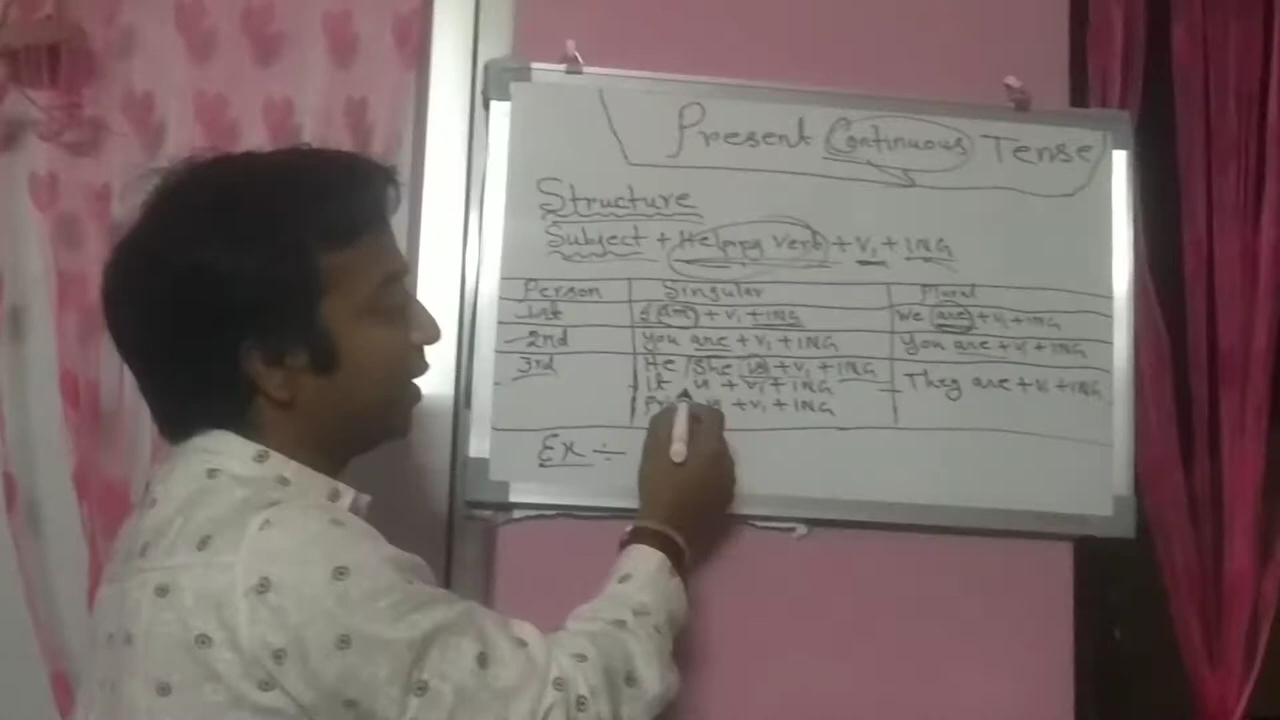 Present Continuous Tense
Structure
Subject + Helping verb + V1 + ING
Person Singular Plural
1st I am + V1 + ING We are + V1 + ING
2nd You are + V1 + ING You are + V1 + ING
3rd He / She is + V1 + ING They are + V1 + ING
It is + V1 + ING
is + V1 + ING
Ex ÷